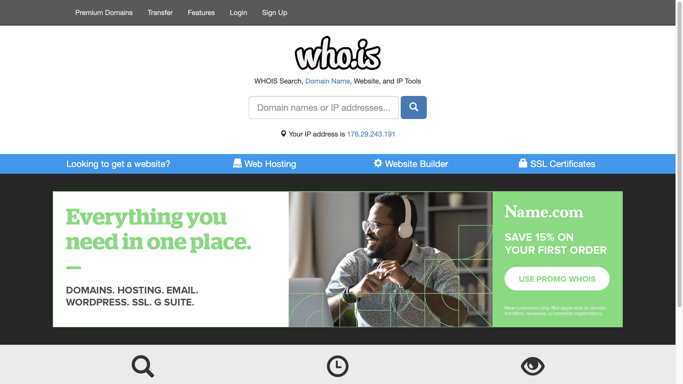 Premium Domains Transfer Features Login Sign Up
who.is
WHOIS Search, Domain Name, Website, and IP Tools
Domain names or IP addresses...
Your IP address is 176.29.243.191
Looking to get a website? Web Hosting Website Builder SSL Certificates
Everything you
need in one place.
DOMAINS. HOSTING. EMAIL.
WORDPRESS. SSL. G SUITE.
Name.com
SAVE 15% ON
YOUR FIRST ORDER
USE PROMO WHOIS
New customers only. Not applicable to domain
transfers, renewals, or premium registrations.